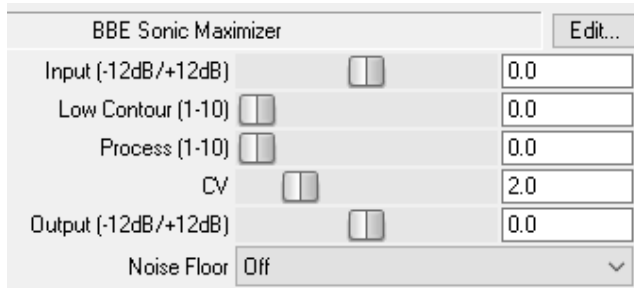 BBE Sonic Maximizer Edit...
Input (-12dB/+12dB) 0.0
Low Contour (1-10) 0.0
Process (1-10) 0.0
CV 2.0
Output (-12dB/+12dB) 0.0
Noise Floor Off